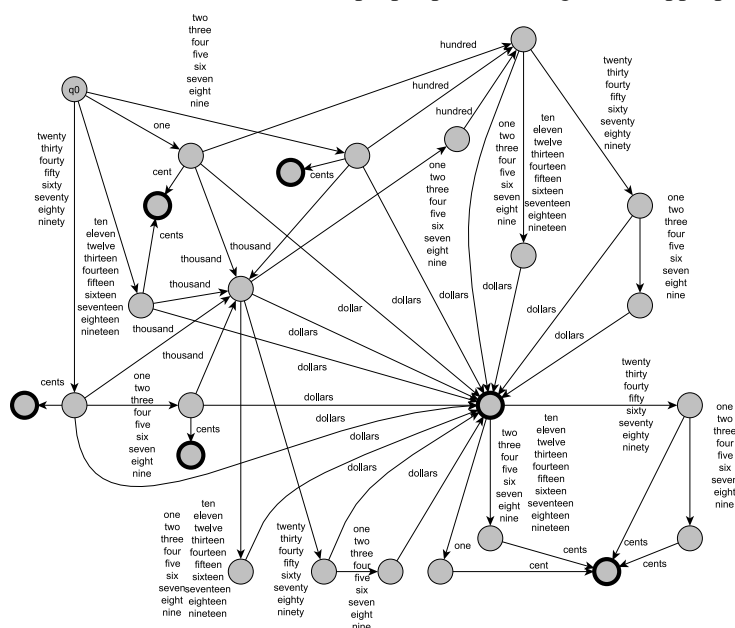 two
three
four
five
six
seven
eight
nine
hundred
q0
hundred
one
twenty
thirty
fourty
fifty
sixty
seventy
eighty
ninety
hundred
ten
eleven
twelve
thirteen
fourteen
fifteen
sixteen
seventeen
eighteen
nineteen
one
two
three
four
five
six
seven
eight
nine
twenty
thirty
fourty
fifty
sixty
seventy
eighty
ninety
cent
cents
one
two
three
four
five
six
seven
eight
nine
one
two
three
four
five
six
seven
eight
nine
ten
eleven
twelve
thirteen
fourteen
fifteen
sixteen
seventeen
eighteen
nineteen
cents
thousand
thousand
thousand
thousand
thousand
dollar
dollars
dollars
dollars
dollars
dollars
dollars
dollars
cents
one
two
three
four
five
six
seven
eight
nine
cents
dollars
dollars
dollars
dollars
dollars
twenty
thirty
fourty
fifty
sixty
seventy
eighty
ninety
two
three
four
five
six
seven
eight
nine
ten
eleven
twelve
thirteen
fourteen
fifteen
sixteen
seventeen
eighteen
nineteen
one
two
three
four
five
six
seven
eight
nine
one
two
three
four
five
six
seven
eight
nine
ten
eleven
twelve
thirteen
fourteen
fifteen
sixteen
seventeen
eighteen
nineteen
twenty
thirty
fourty
fifty
sixty
seventy
eighty
ninety
one
two
three
four
five
six
seven
eight
nine
one
cent
cents
cents
cents